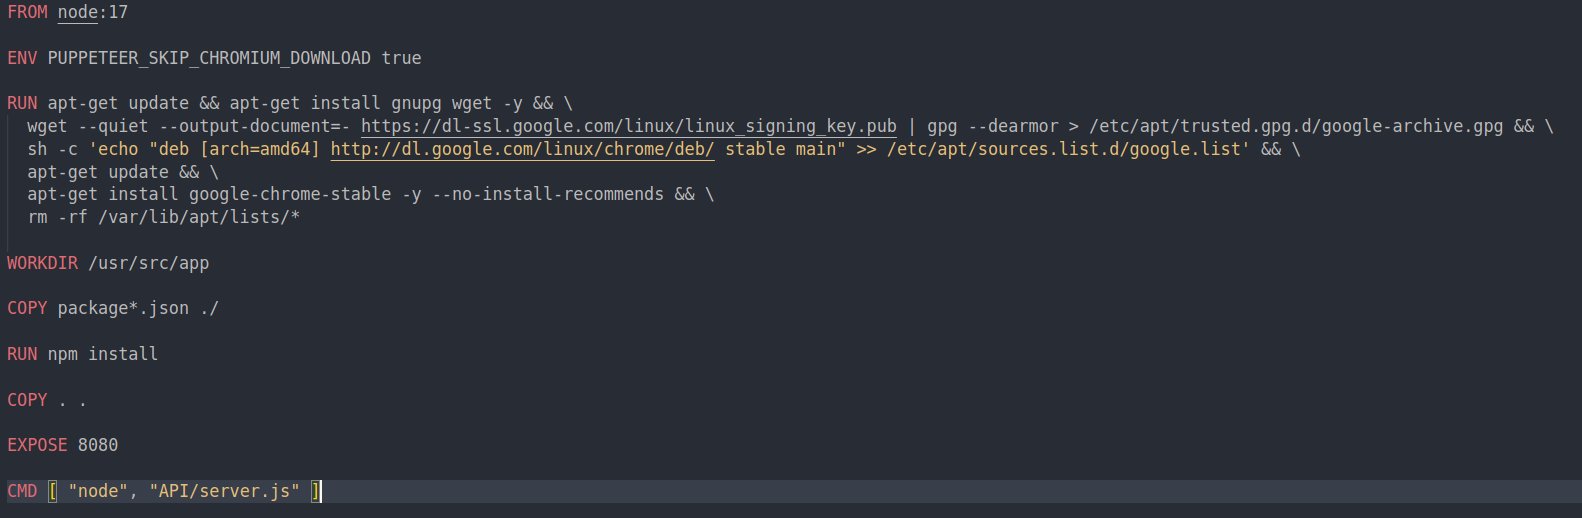 FROM node:17
ENV PUPPETEER_SKIP_CHROMIUM_DOWNLOAD true
RUN apt-get update && apt-get install gnupg wget -y && \
wget --quiet --output-document=- https://dl-ssl.google.com/linux/linux_signing_key.pub | gpg --dearmor > /etc/apt/trusted.gpg.d/google-archive.gpg && \
sh -c 'echo "deb [arch=amd64] http://dl.google.com/linux/chrome/deb/ stable main" >> /etc/apt/sources.list.d/google.list' && \
apt-get update && \
apt-get install google-chrome-stable -y --no-install-recommends && \
rm -rf /var/lib/apt/lists/*
WORKDIR /usr/src/app
COPY package*.json ./
RUN npm install
COPY . .
EXPOSE 8080
CMD [ "node", "API/server.js" ]